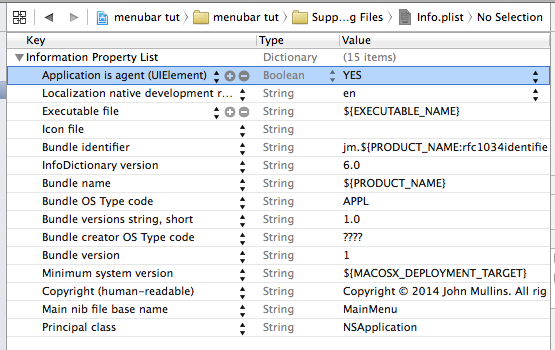 menubar tut menubar tut Supp...g Files Info.plist No Selection
Key Type Value
Information Property List Dictionary (15 items)
Application is agent (UIElement) Boolean YES
Localization native development r... String en
Executable file String ${EXECUTABLE_NAME}
Icon file String
Bundle identifier String jm.${PRODUCT_NAME:rfc1034identifie
InfoDictionary version String 6.0
Bundle name String ${PRODUCT_NAME}
Bundle OS Type code String APPL
Bundle versions string, short String 1.0
Bundle creator OS Type code String ????
Bundle version String 1
Minimum system version String ${MACOSX_DEPLOYMENT_TARGET}
Copyright (human-readable) String Copyright © 2014 John Mullins. All rig
Main nib file base name String MainMenu
Principal class String NSApplication